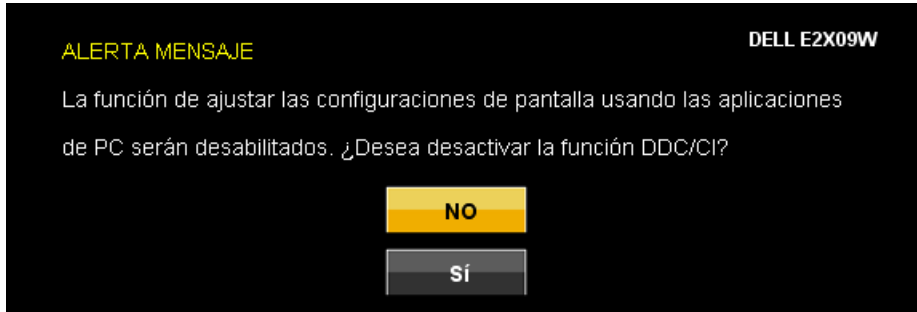 DELL E2X09W
ALERTA MENSAJE
La función de ajustar las configuraciones de pantalla usando las aplicaciones
de PC serán desabilitados. ¿Desea desactivar la función DDC/CI?
NO
SÍ